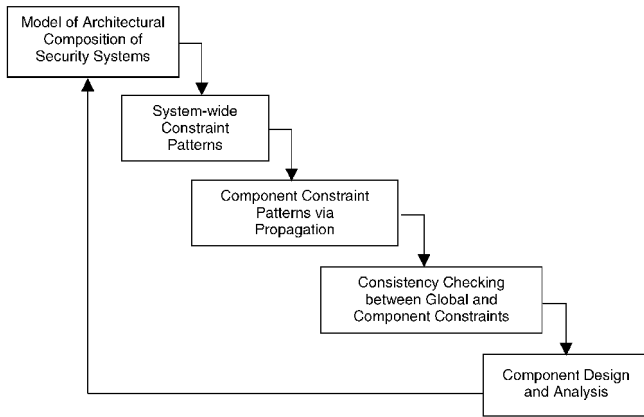 Model of Architectural
Composition of
Security Systems
System-wide
Constraint
Patterns
Component Constraint
Patterns via
Propagation
Consistency Checking
between Global and
Component Constraints
Component Design
and Analysis